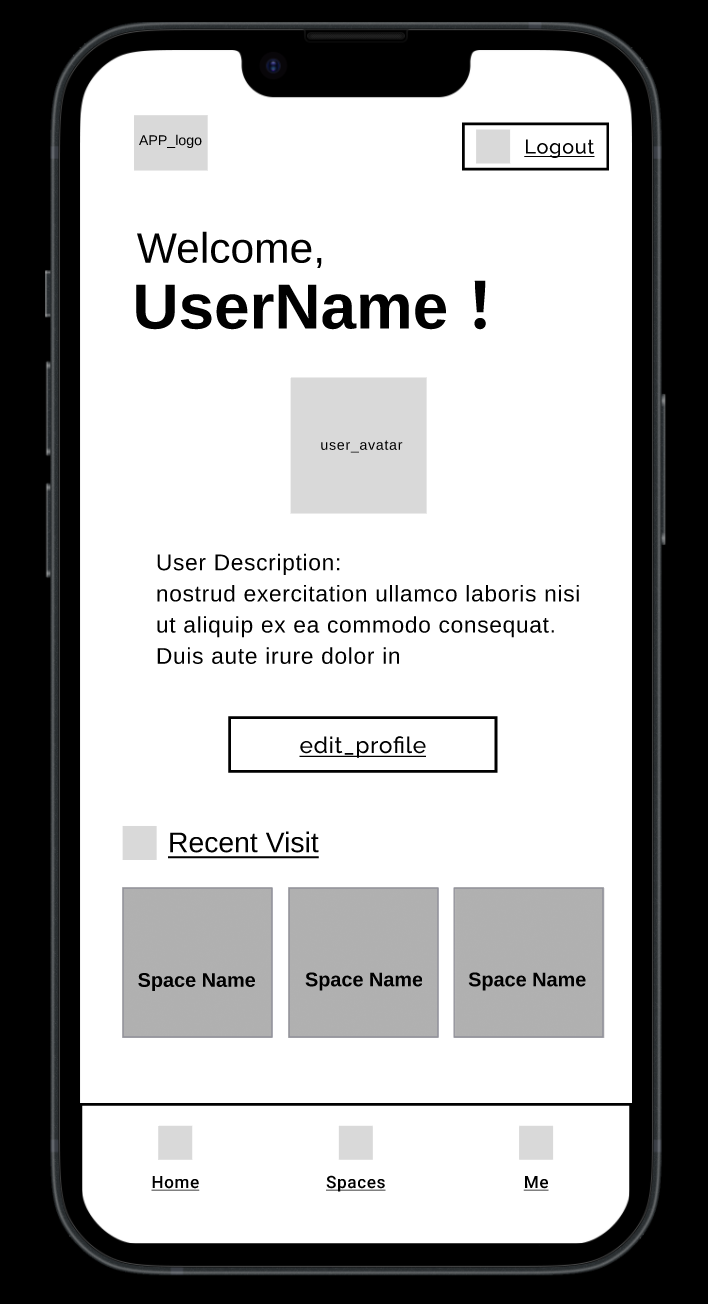 APP_logo
Logout
Welcome,
UserName !
user_avatar
User Description:
nostrud exercitation ullamco laboris nisi
ut aliquip ex ea commodo consequat.
Duis aute irure dolor in
edit_profile
Recent Visit
Space Name
Space Name
Space Name
Home
Spaces
Me